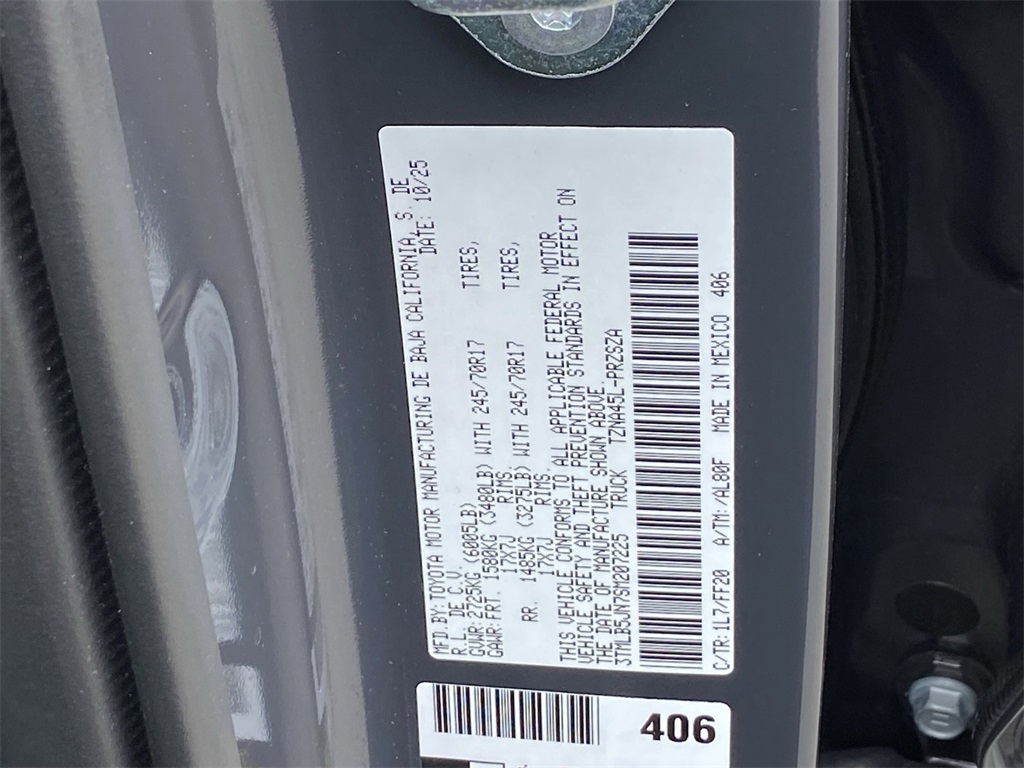 MFD.BY: TOYOTA MOTOR MANUFACTURING DE BAJA CALIFORNIA, S. DE
R.L. DE C.V. DATE: 10/25
GVWR: 2725KG (6005LB)
GAWR: FRT. 1580KG (3480LB) WITH 245/70R17 TIRES,
17X7J RIMS.
RR. 1485KG (3275LB) WITH 245/70R17 TIRES,
17X7J RIMS.
THIS VEHICLE CONFORMS TO ALL APPLICABLE FEDERAL MOTOR
VEHICLE SAFETY AND THEFT PREVENTION STANDARDS IN EFFECT ON
THE DATE OF MANUFACTURE SHOWN ABOVE.
3TMLB5JN7SM207225 TRUCK TZNA45L-PRZSZA
C/TR: 1L7/FF20 A/TM: /AL80F MADE IN MEXICO 406
406